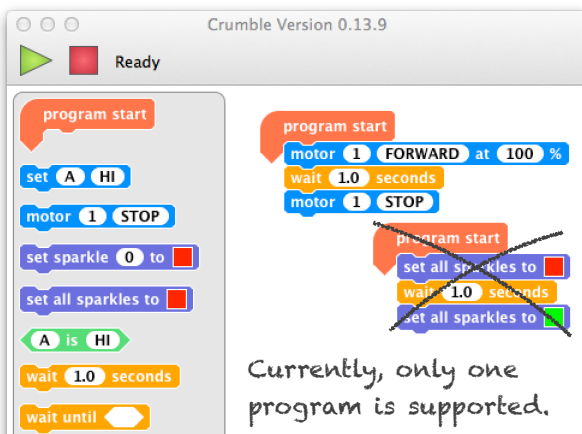 Crumble Version 0.13.9
Ready
program start
set A HI
motor 1 STOP
set sparkle 0 to
set all sparkles to
A is HI
wait 1.0 seconds
wait until
program start
motor 1 FORWARD at 100 %
wait 1.0 seconds
motor 1 STOP
program start
set all sparkles to
wait 1.0 seconds
set all sparkles to
Currently, only one
program is supported.